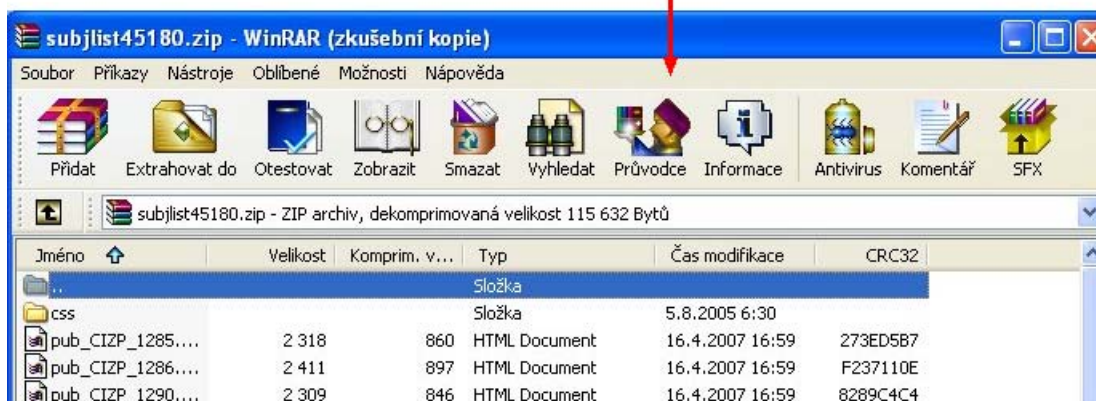 subjlist45180.zip - WinRAR (zkušební kopie)
Soubor Příkazy Nástroje Oblíbené Možnosti Nápověda
Přidat Extrahovat do Otestovat Zobrazit Smazat Vyhledat Průvodce Informace Antivirus Komentář SFX
subjlist45180.zip - ZIP archiv, dekomprimovaná velikost 115 632 Bytů
Jméno Velikost Komprim. v... Typ Čas modifikace CRC32
.. Složka
css Složka 5.8.2005 6:30
pub_CIZP_1285.... 2 318 860 HTML Document 16.4.2007 16:59 273ED5B7
pub_CIZP_1286.... 2 411 897 HTML Document 16.4.2007 16:59 F237110E
pub_CIZP_1290.... 2 309 846 HTML Document 16.4.2007 16:59 8289C4C4